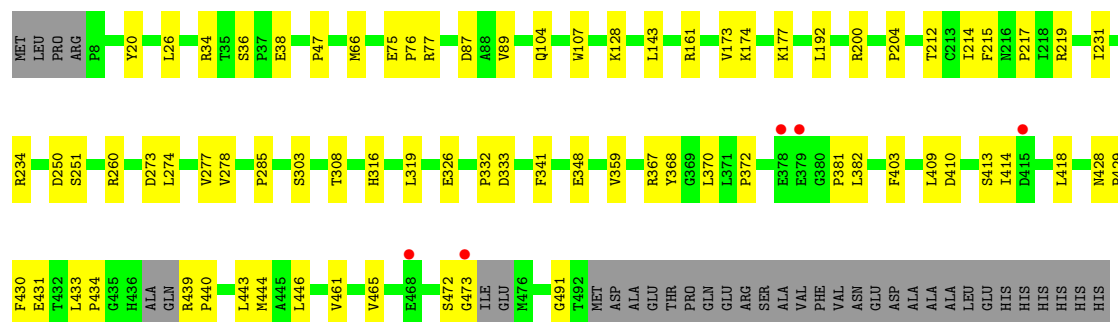 MET LEU PRO ARG P8 Y20 L26 R34 T35 S36 P37 E38 P47 M66 E75 P76 R77 D87 A88 V89 Q104 W107 K128 L143 R161 V173 K174 K177 L192 R200 P204 T212 C213 I214 F215 N216 P217 I218 R219 I231
R234 D250 S251 R260 D273 L274 V277 V278 P285 S303 T308 H316 L319 E326 P332 D333 F341 E348 V359 R367 Y368 G369 L370 L371 P372 E378 E379 G380 P381 L382 F403 L409 D410 S413 I414 D415 L418 N428
F430 E431 T432 L433 P434 G435 H436 ALA GLN R439 P440 L443 M444 A445 L446 V461 V465 E468 S472 G473 ILE GLU M476 G491 T492 MET ASP ALA ALA GLU THR PRO GLN GLU ARG SER ALA VAL PHE VAL ASN GLU ASP ALA ALA ALA LEU GLU HIS HIS HIS HIS HIS HIS